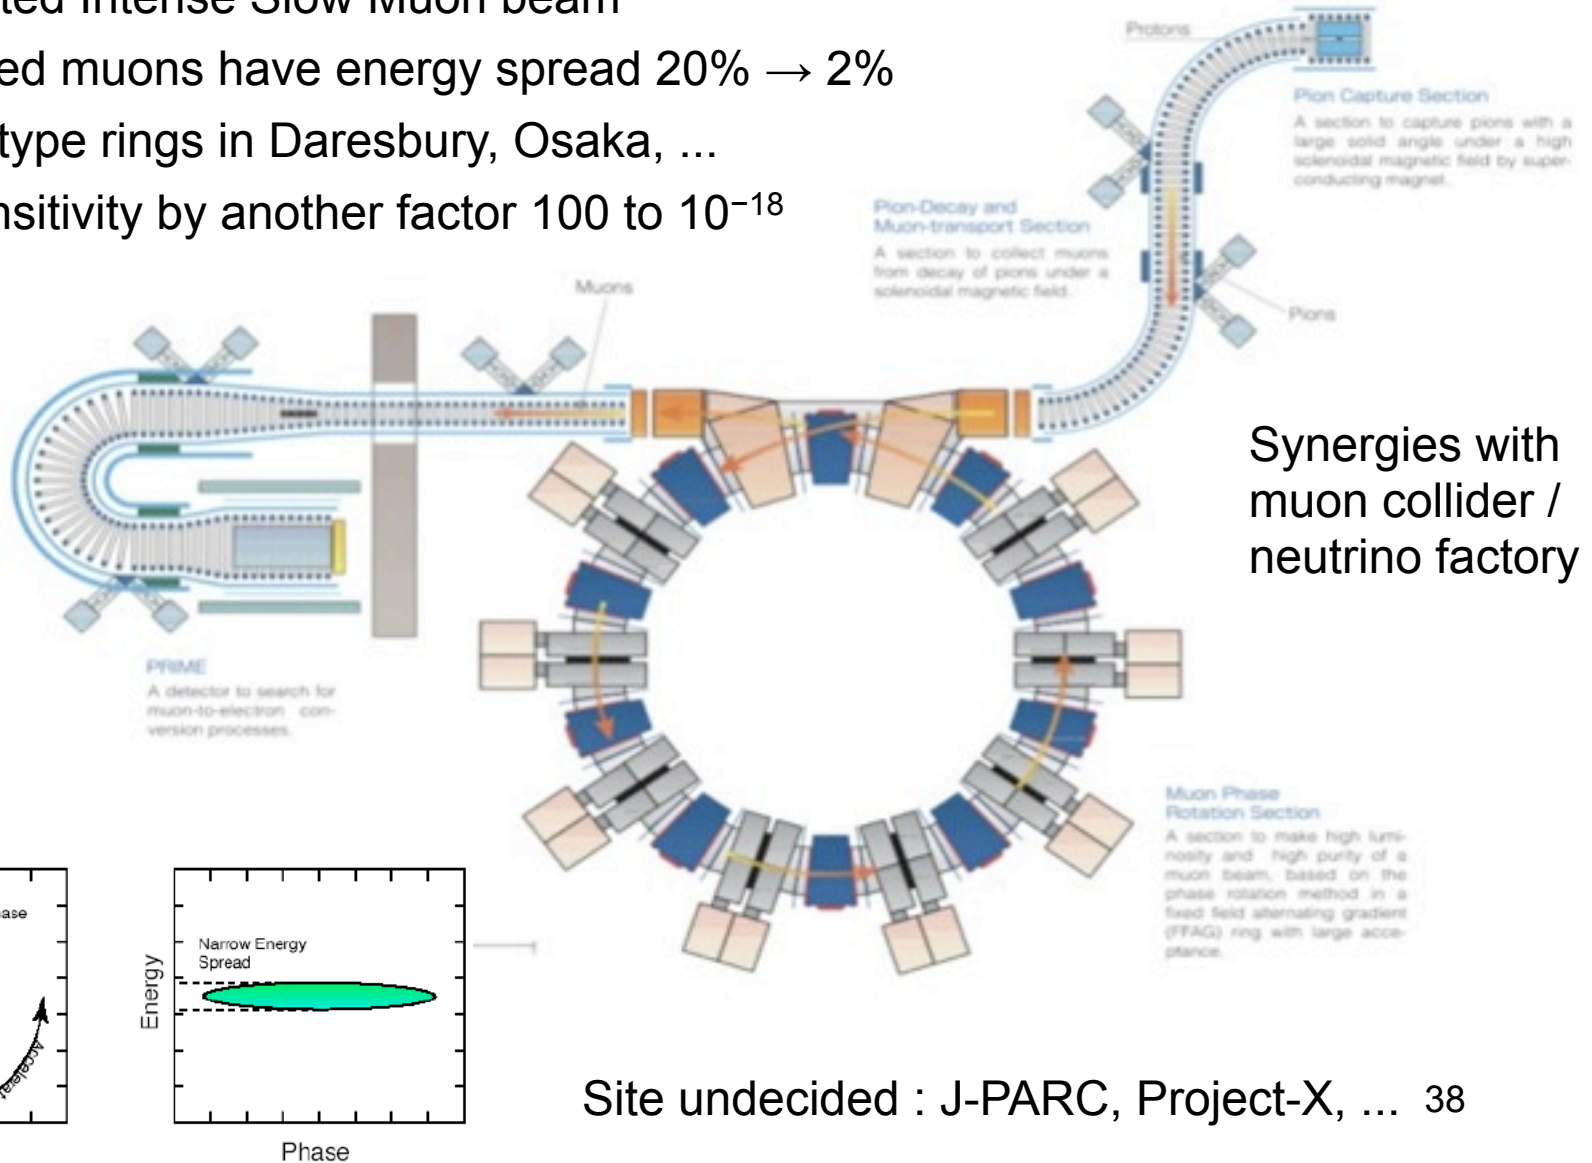 ted Intense Slow Muon beam
ed muons have energy spread 20% → 2%
type rings in Daresbury, Osaka, ...
nsitivity by another factor 100 to 10⁻¹⁸
Protons
Pion Capture Section
A section to capture pions with a
large solid angle under a high
solenoidal magnetic field by super-
conducting magnet.
Pion-Decay and
Muon-transport Section
A section to collect muons
from decay of pions under a
solenoidal magnetic field.
Muons
Pions
Synergies with
muon collider /
neutrino factory
PRIME
A detector to search for
muon-to-electron con-
version processes.
Muon Phase
Rotation Section
A section to make high lumi-
nosity and high purity of a
muon beam, based on the
phase rotation method in a
fixed field alternating gradient
(FFAG) ring with large acce-
ptance.
ase
Accelerat
Narrow Energy
Spread
Energy
Phase
Site undecided : J-PARC, Project-X, ... 38